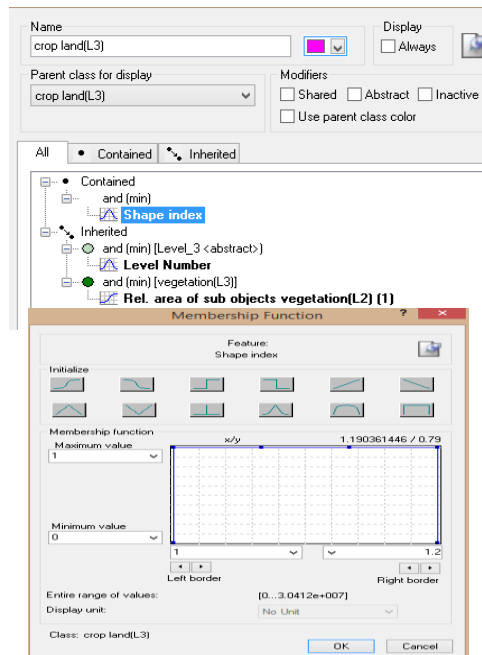 Name
Display
crop land(L3)
Always
Parent class for display
Modifiers
crop land(L3)
Shared Abstract Inactive
Use parent class color
All Contained Inherited
Contained
and (min)
Shape index
Inherited
and (min) [Level_3 <abstract>)
Level Number
and (min) [vegetation(L3)]
Rel. area of sub objects vegetation(L2) (1)
Membership Function ? ×
Feature:
Shape index
Initialize
Membership function
Maximum value
x/y
1.190361446 / 0.79
1
Minimum value
0
1
1.2
Left border
Right border
Entire range of values:
[0...3.0412e+007]
Display unit:
No Unit
Class: crop land(L3)
OK
Cancel